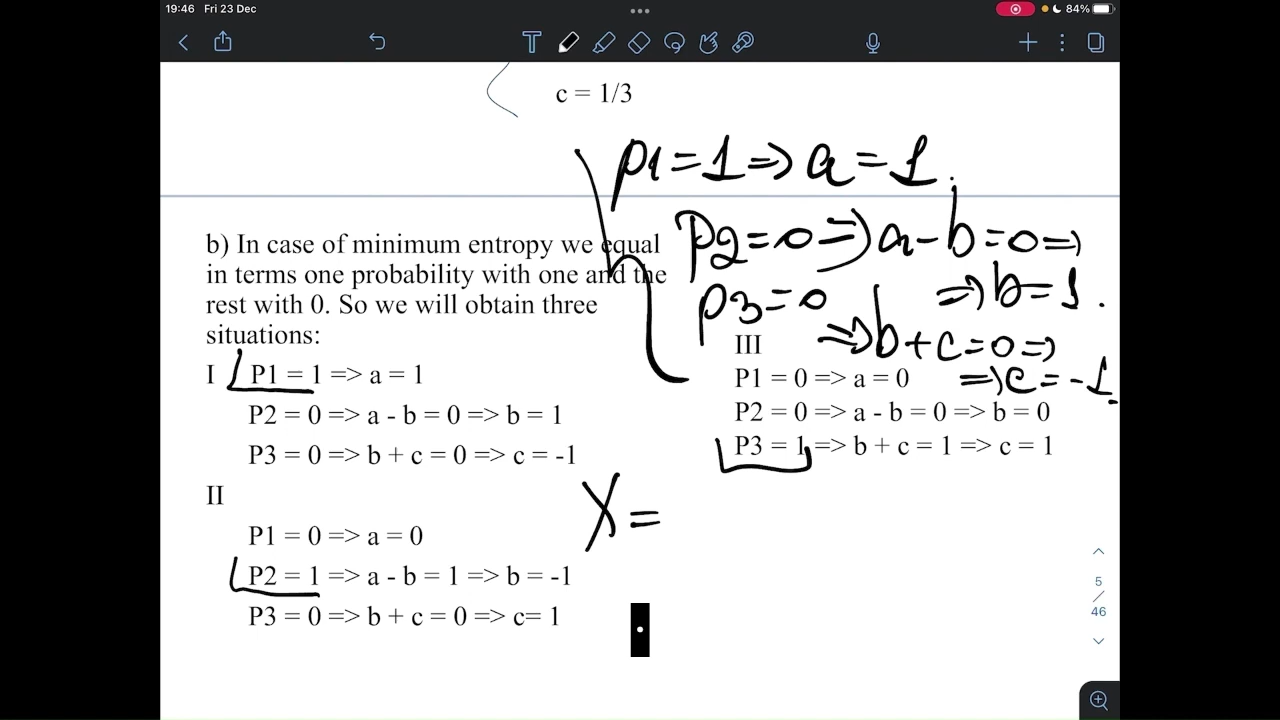 19:46 Fri 23 Dec
84%
T
c = 1/3
p1 = 1 => a = 1.
p2 = 0 => a - b = 0 =>
=> b = 1.
p3 = 0
=> b + c = 0 =>
=> c = -1
b) In case of minimum entropy we equal
in terms one probability with one and the
rest with 0. So we will obtain three
situations:
I P1 = 1 => a = 1
P2 = 0 => a - b = 0 => b = 1
P3 = 0 => b + c = 0 => c = -1
II
P1 = 0 => a = 0
P2 = 1 => a - b = 1 => b = -1
P3 = 0 => b + c = 0 => c= 1
III
P1 = 0 => a = 0
P2 = 0 => a - b = 0 => b = 0
P3 = 1 => b + c = 1 => c = 1
X =
5
/
46